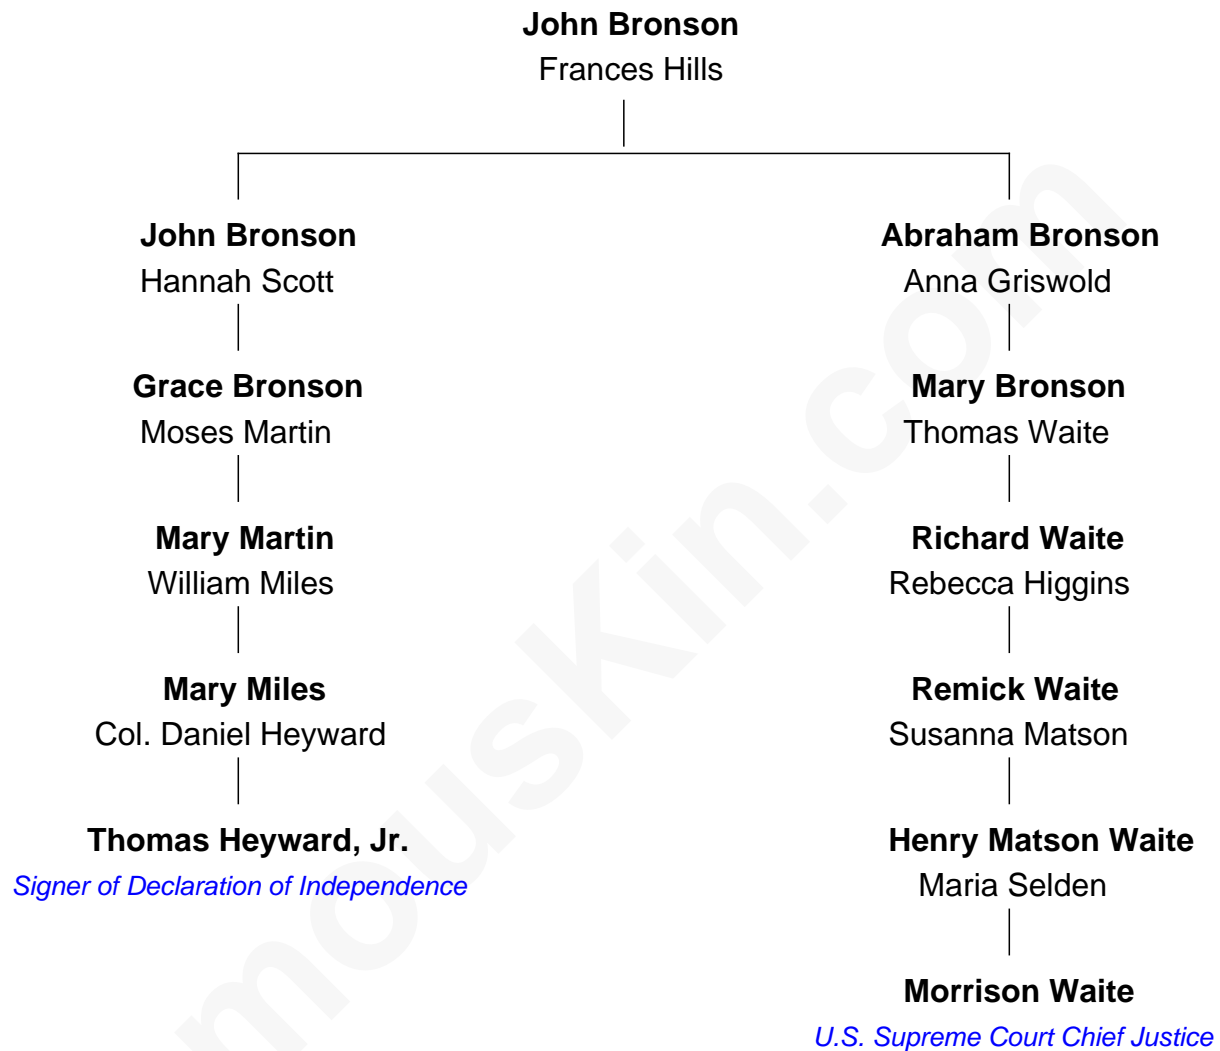 John Bronson
Frances Hills
John Bronson
Hannah Scott
Grace Bronson
Moses Martin
Mary Martin
William Miles
Mary Miles
Col. Daniel Heyward
Thomas Heyward, Jr.
Signer of Declaration of Independence
Abraham Bronson
Anna Griswold
Mary Bronson
Thomas Waite
Richard Waite
Rebecca Higgins
Remick Waite
Susanna Matson
Henry Matson Waite
Maria Selden
Morrison Waite
U.S. Supreme Court Chief Justice
mouskin.com